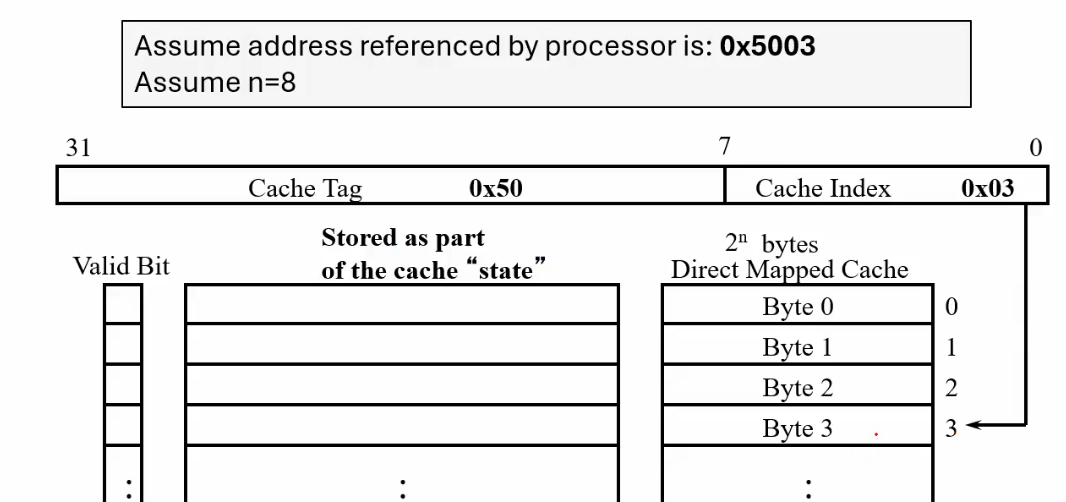 Assume address referenced by processor is: 0x5003
Assume n=8
31 7 0
Cache Tag 0x50 Cache Index 0x03
Stored as part
of the cache “state”
2ⁿ bytes
Valid Bit
Direct Mapped Cache
Byte 0 0
Byte 1 1
Byte 2 2
Byte 3 3
: : :